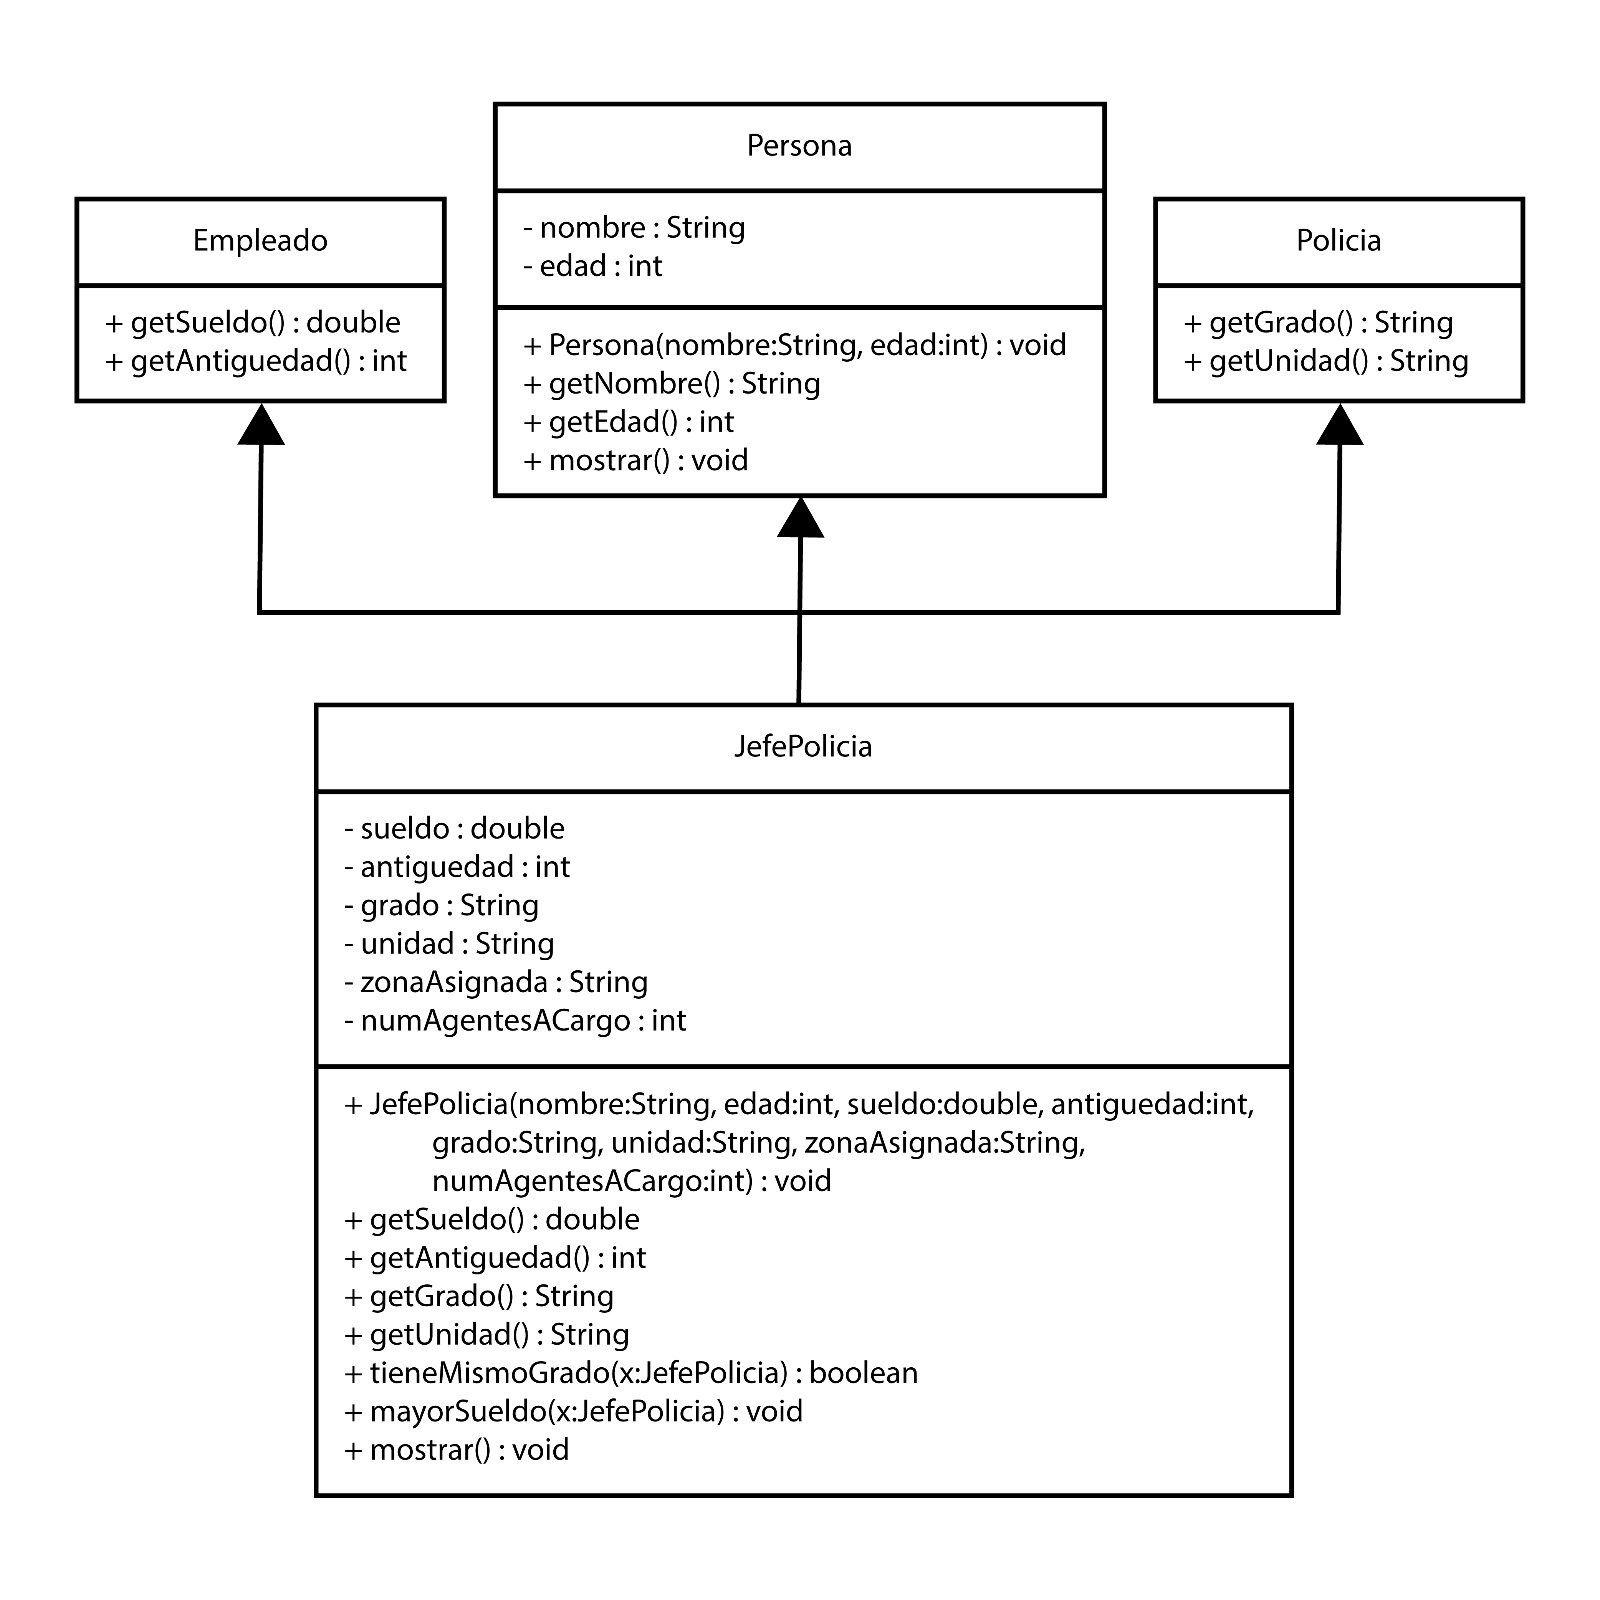 Persona
- nombre : String
- edad : int
+ Persona(nombre:String, edad:int) : void
+ getNombre() : String
+ getEdad() : int
+ mostrar() : void
Empleado
+ getSueldo() : double
+ getAntiguedad() : int
Policia
+ getGrado() : String
+ getUnidad() : String
JefePolicia
- sueldo : double
- antiguedad : int
- grado : String
- unidad : String
- zonaAsignada : String
- numAgentesACargo : int
+ JefePolicia(nombre:String, edad:int, sueldo:double, antiguedad:int,
grado:String, unidad:String, zonaAsignada:String,
numAgentesACargo:int) : void
+ getSueldo() : double
+ getAntiguedad() : int
+ getGrado() : String
+ getUnidad() : String
+ tieneMismoGrado(x:JefePolicia) : boolean
+ mayorSueldo(x:JefePolicia) : void
+ mostrar() : void